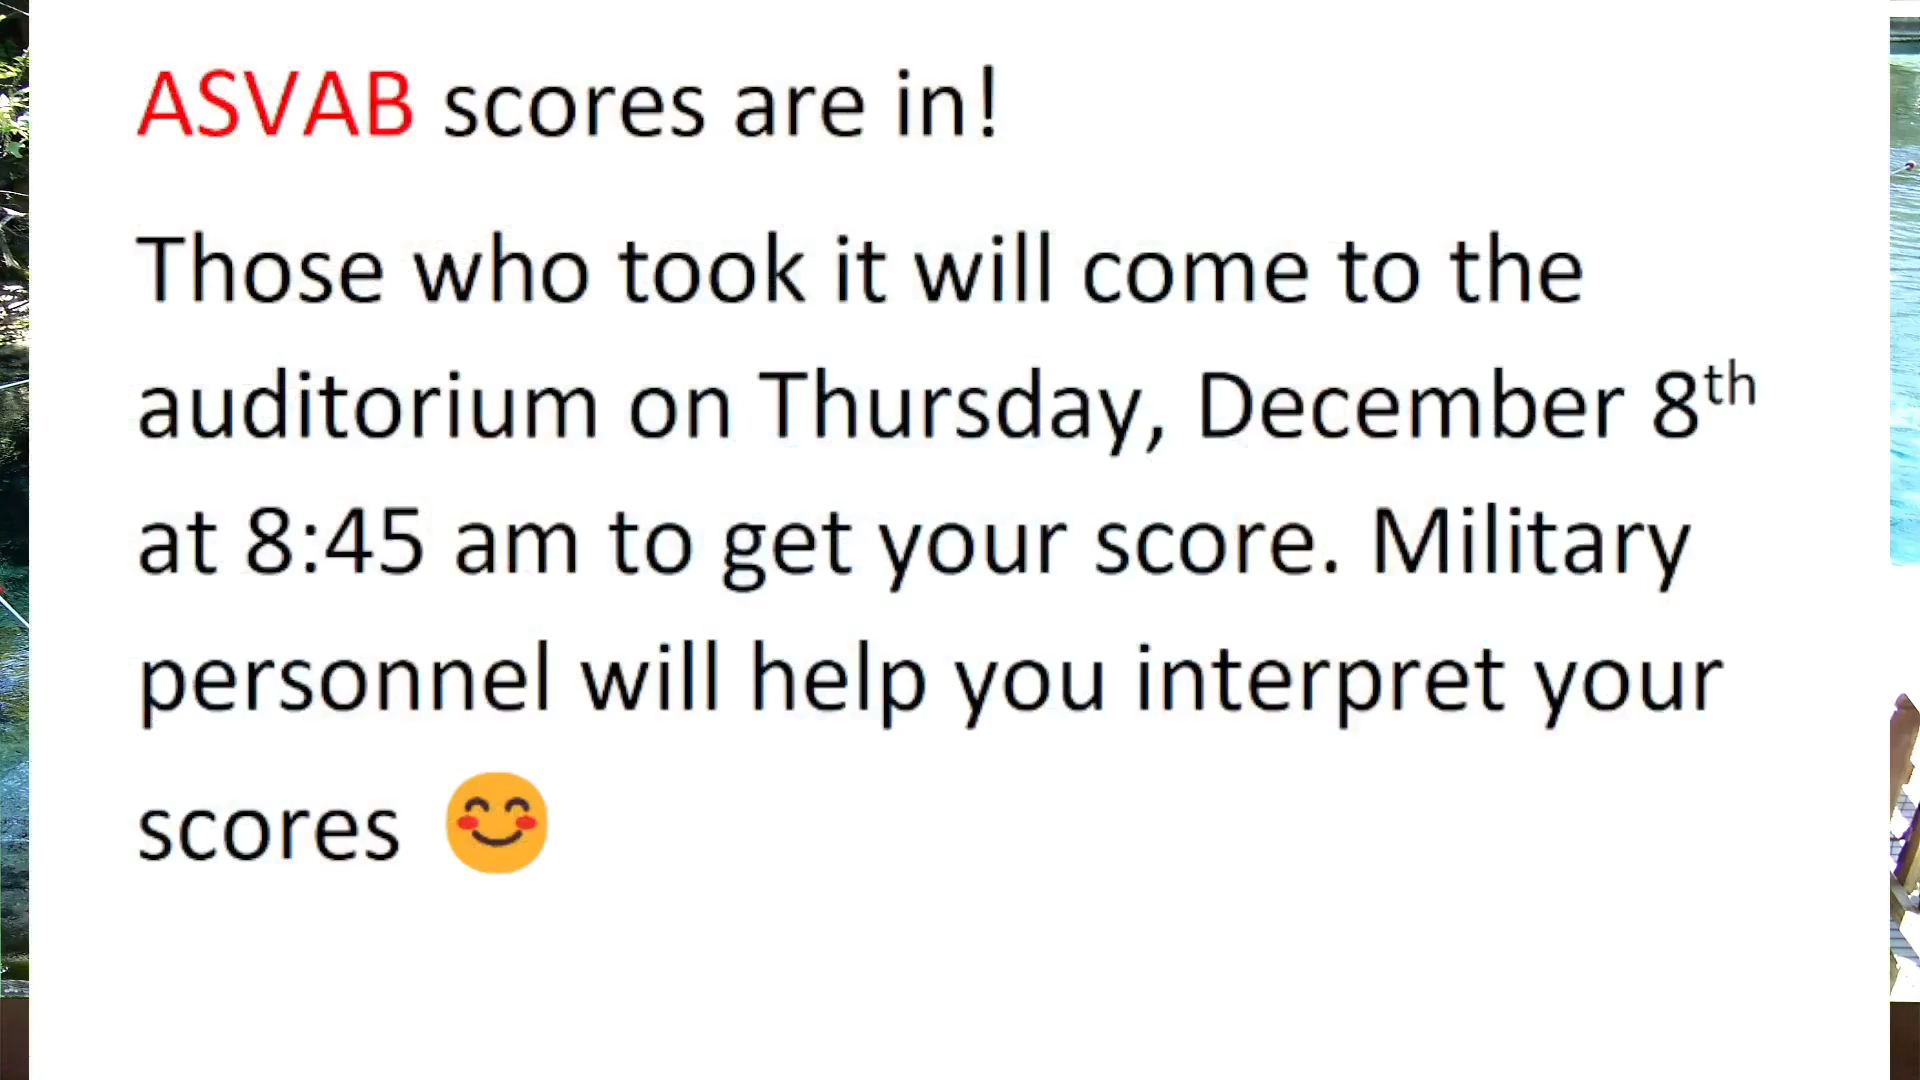 ASVAB scores are in!
Those who took it will come to the
auditorium on Thursday, December 8th
at 8:45 am to get your score. Military
personnel will help you interpret your
scores 😊